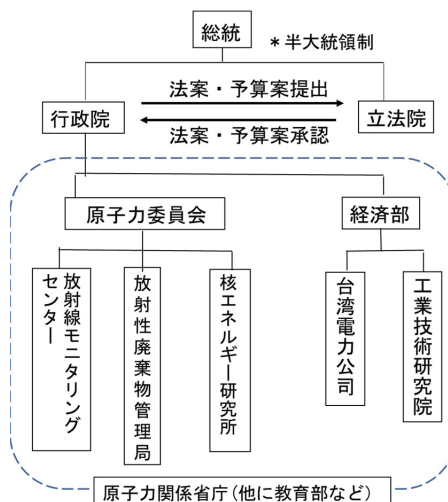 総統
＊半大統領制
法案・予算案提出
行政院
立法院
法案・予算案承認
原子力委員会
経済部
放射線モニタリング
センター
放射性廃棄物管理局
核エネルギー研究所
台湾電力公司
工業技術研究院
原子力関係省庁(他に教育部など)